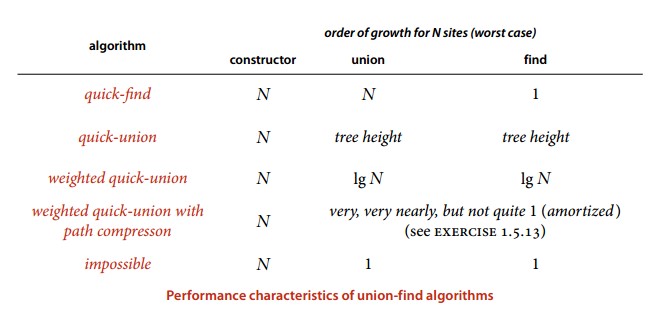 algorithm
order of growth for N sites (worst case)
constructor union find
quick-find N N 1
quick-union N tree height tree height
weighted quick-union N lg N lg N
weighted quick-union with
path compresson
N
very, very nearly, but not quite 1 (amortized)
(see EXERCISE 1.5.13)
impossible N 1 1
Performance characteristics of union-find algorithms